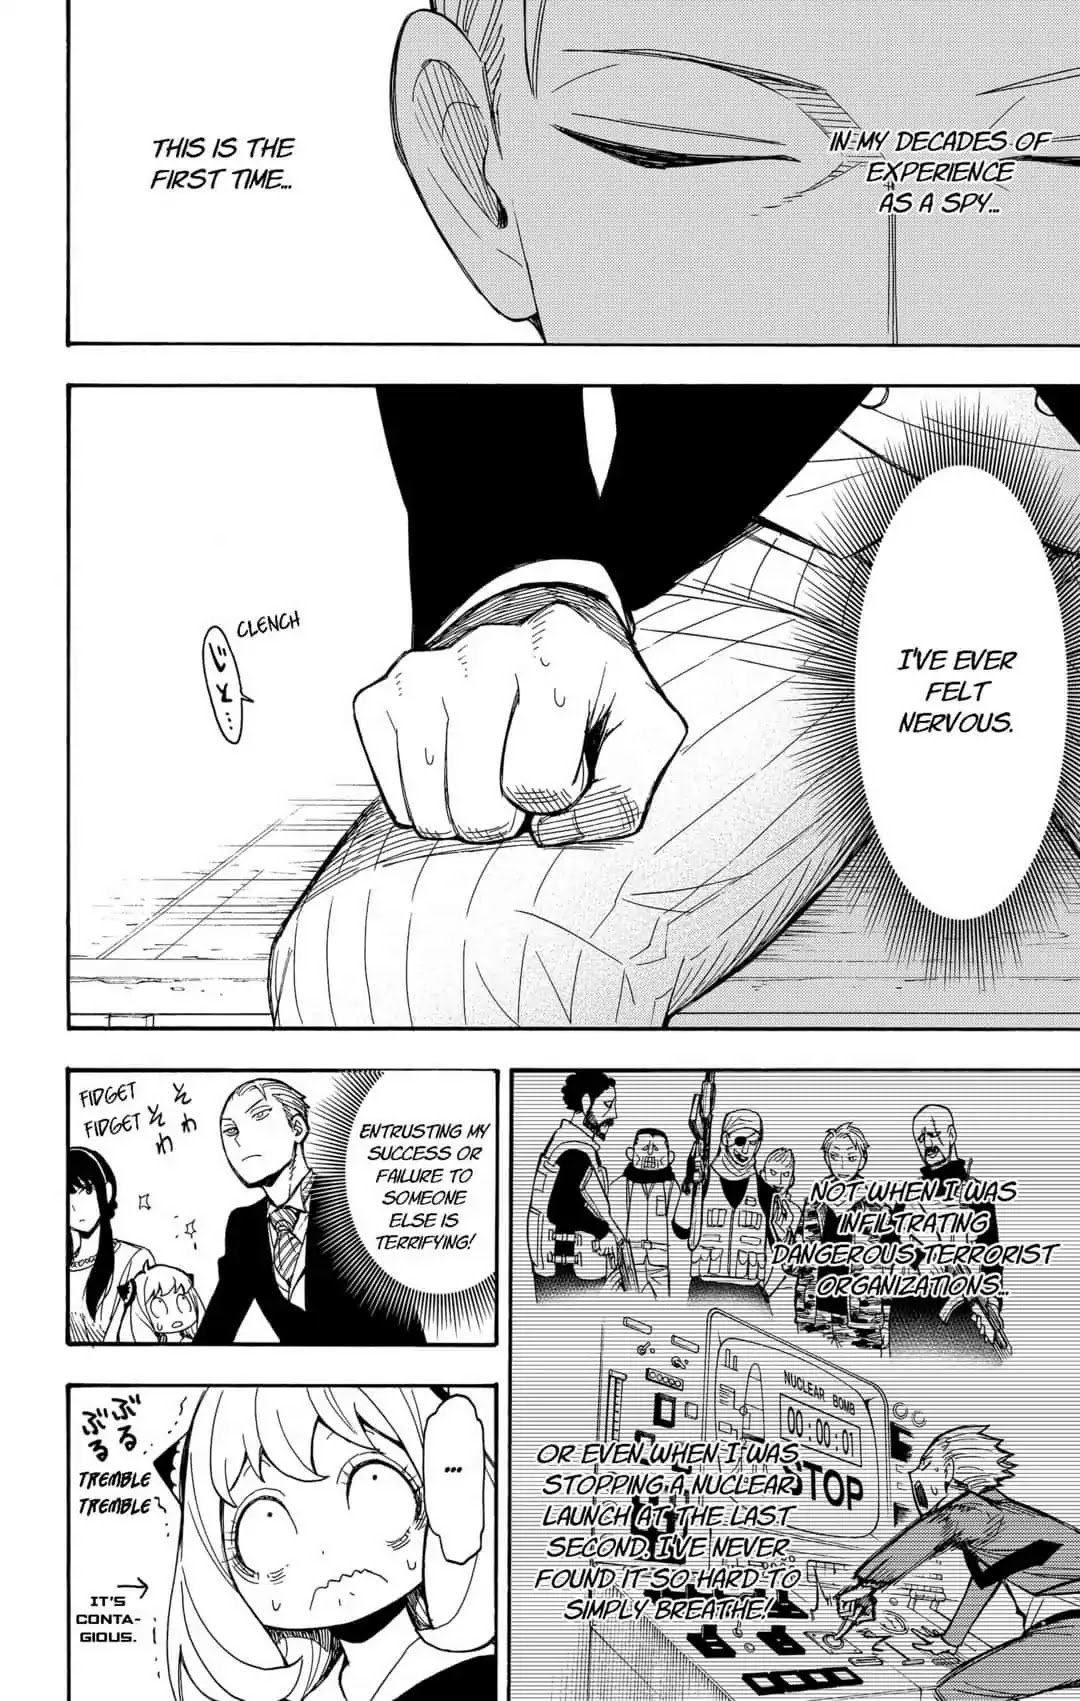 IN MY DECADES OF
EXPERIENCE
AS A SPY...
THIS IS THE
FIRST TIME...
I'VE EVER
FELT
NERVOUS.
CLENCH
じと…
NOT WHEN I WAS
INFILTRATING
DANGEROUS TERRORIST
ORGANIZATIONS...
NUCLEAR BOMB
00:00:01
STOP
OR EVEN WHEN I WAS
STOPPING A NUCLEAR
LAUNCH AT THE LAST
SECOND. I'VE NEVER
FOUND IT SO HARD TO
SIMPLY BREATHE!
ENTRUSTING MY
SUCCESS OR
FAILURE TO
SOMEONE
ELSE IS
TERRIFYING!
FIDGET
FIDGET
そわ
そわ
...
ぶる
ぶる
TREMBLE
TREMBLE
IT'S
CONTA-
GIOUS.